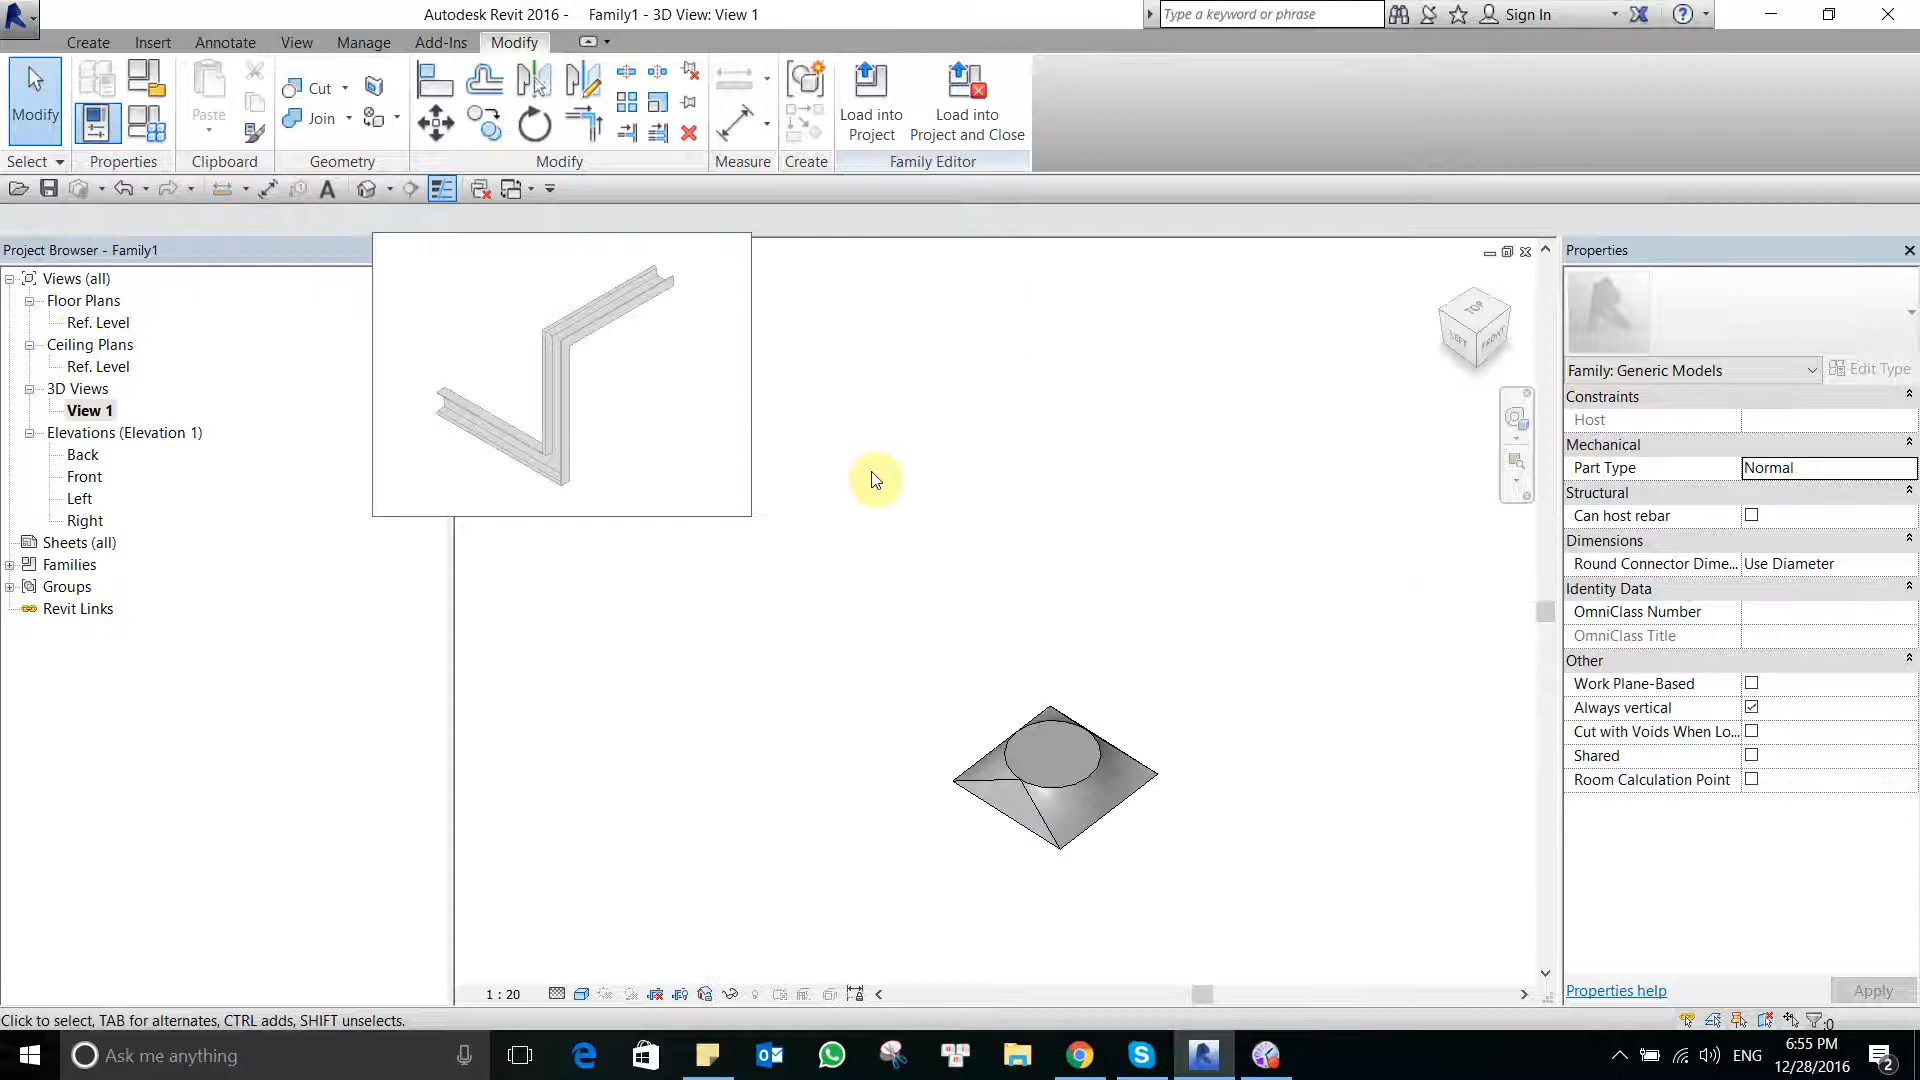 Autodesk Revit 2016 - Family1 - 3D View: View 1
Type a keyword or phrase
Sign In
Create Insert Annotate View Manage Add-Ins Modify
Modify
Paste
Cut
Join
Load into Project
Load into Project and Close
Select Properties Clipboard Geometry Modify Measure Create Family Editor
Project Browser - Family1
Views (all)
Floor Plans
Ref. Level
Ceiling Plans
Ref. Level
3D Views
View 1
Elevations (Elevation 1)
Back
Front
Left
Right
Sheets (all)
Families
Groups
Revit Links
TOP
LEFT
FRONT
Properties
Family: Generic Models
Edit Type
Constraints
Host
Mechanical
Part Type Normal
Structural
Can host rebar
Dimensions
Round Connector Dime... Use Diameter
Identity Data
OmniClass Number
OmniClass Title
Other
Work Plane-Based
Always vertical
Cut with Voids When Lo...
Shared
Room Calculation Point
Properties help
Apply
1 : 20
Click to select, TAB for alternates, CTRL adds, SHIFT unselects.
:0
Ask me anything
ENG
6:55 PM
12/28/2016
2